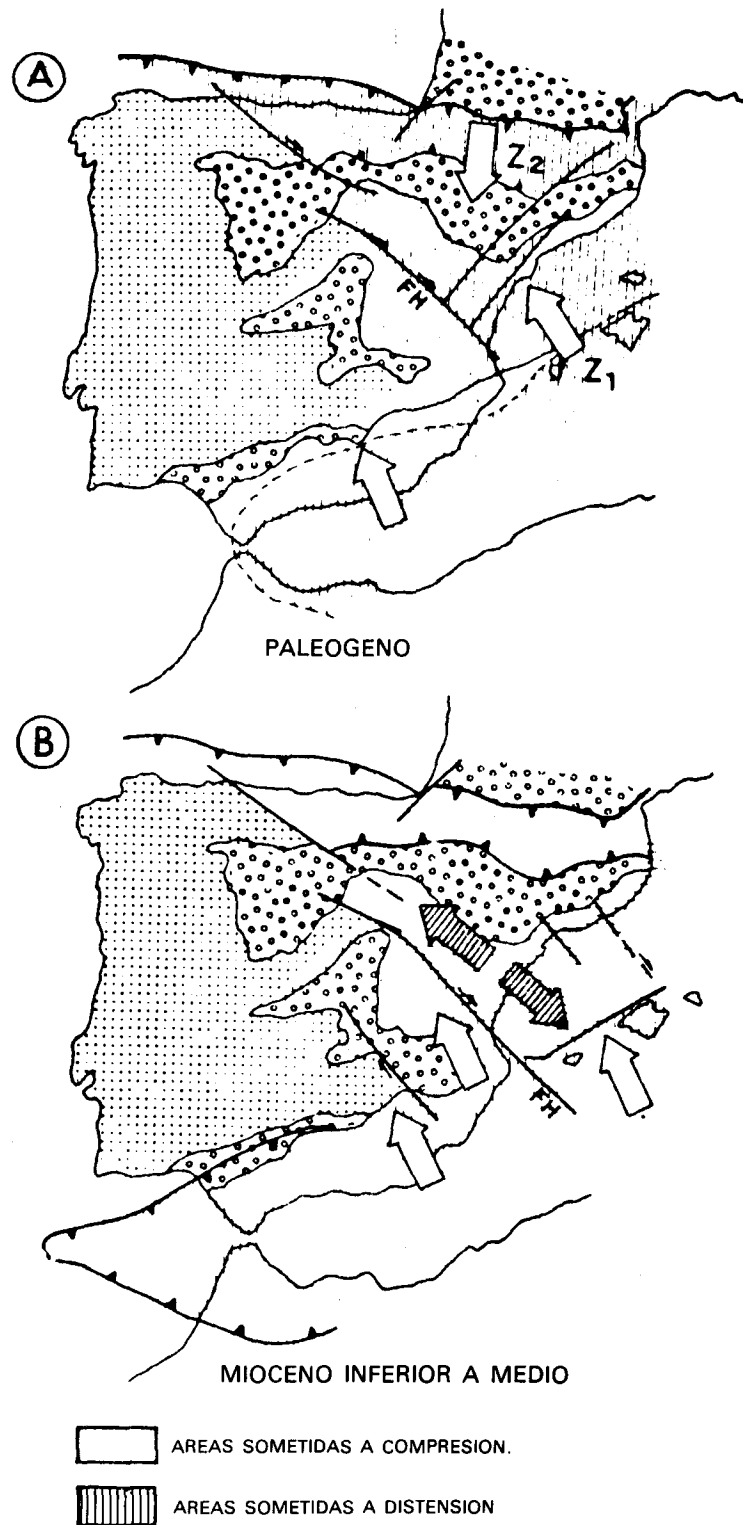 A
Z2
FH
Z1
PALEOGENO
B
FH
MIOCENO INFERIOR A MEDIO
AREAS SOMETIDAS A COMPRESION.
AREAS SOMETIDAS A DISTENSION